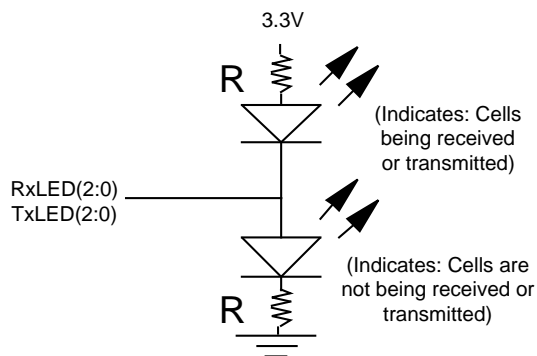 3.3V
R
(Indicates: Cells
being received
or transmitted)
RxLED(2:0)
TxLED(2:0)
(Indicates: Cells are
not being received or
transmitted)
R